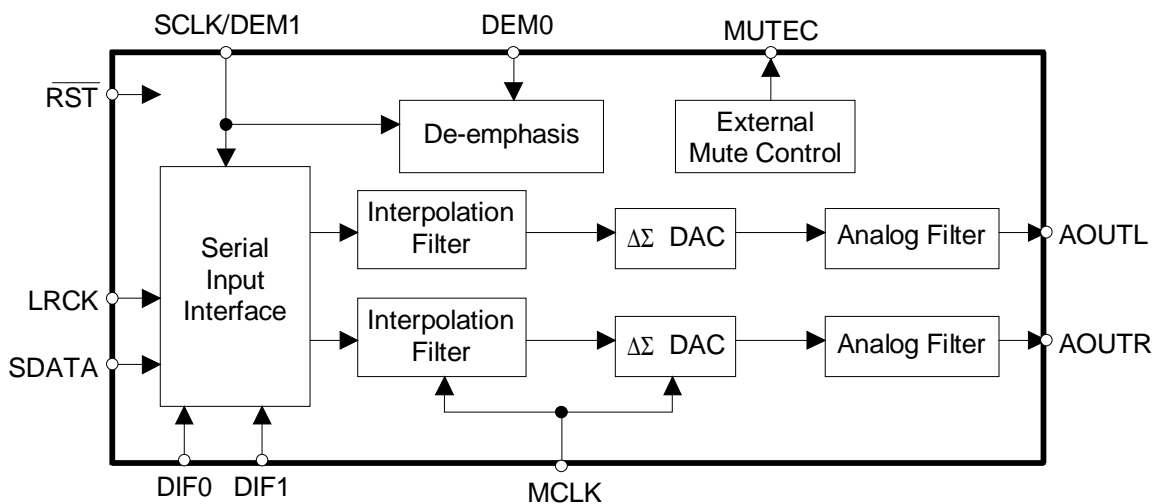 SCLK/DEM1
DEM0
MUTEC
RST
De-emphasis
External
Mute Control
Serial
Input
Interface
Interpolation
Filter
ΔΣ DAC
Analog Filter
AOUTL
LRCK
Interpolation
Filter
ΔΣ DAC
Analog Filter
AOUTR
SDATA
DIF0
DIF1
MCLK